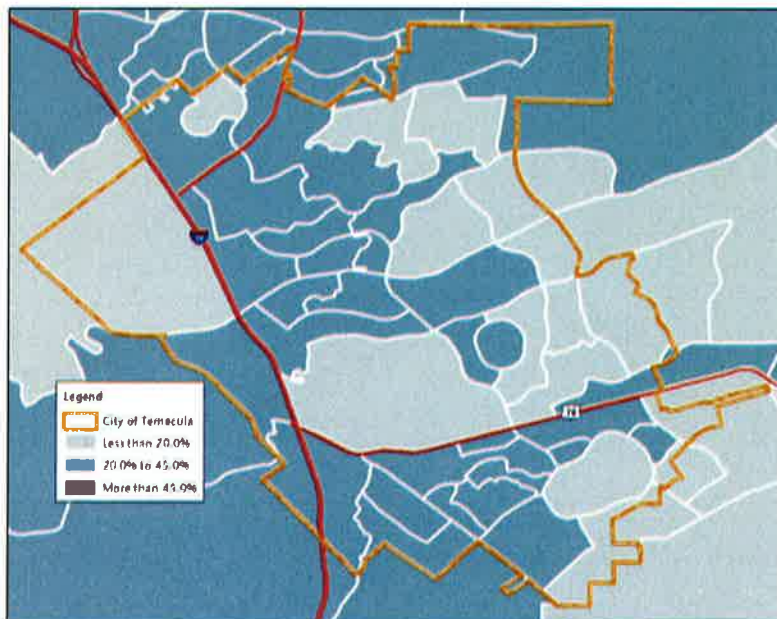 Legend
City of Temecula
Less than 20.0%
20.0% to 45.0%
More than 45.0%